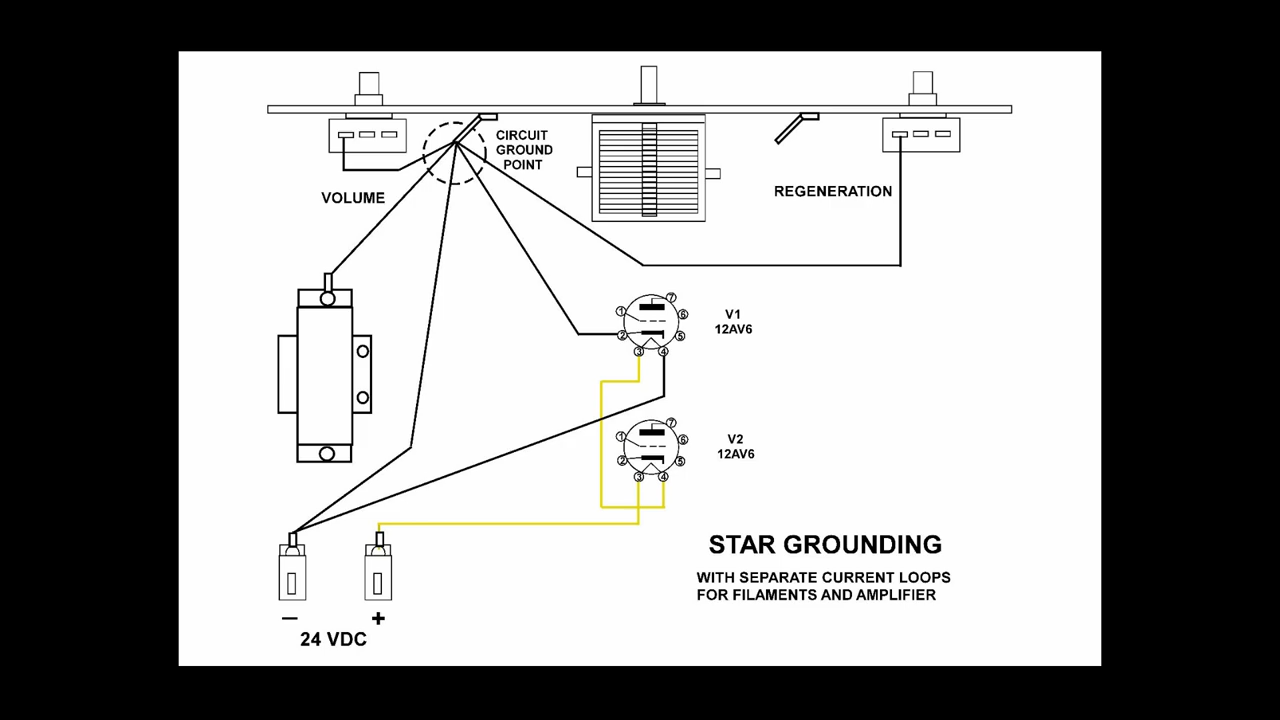 CIRCUIT
GROUND
POINT
VOLUME
REGENERATION
7
1
6
2
5
3
4
V1
12AV6
7
1
6
2
5
3
4
V2
12AV6
STAR GROUNDING
WITH SEPARATE CURRENT LOOPS
FOR FILAMENTS AND AMPLIFIER
— +
24 VDC